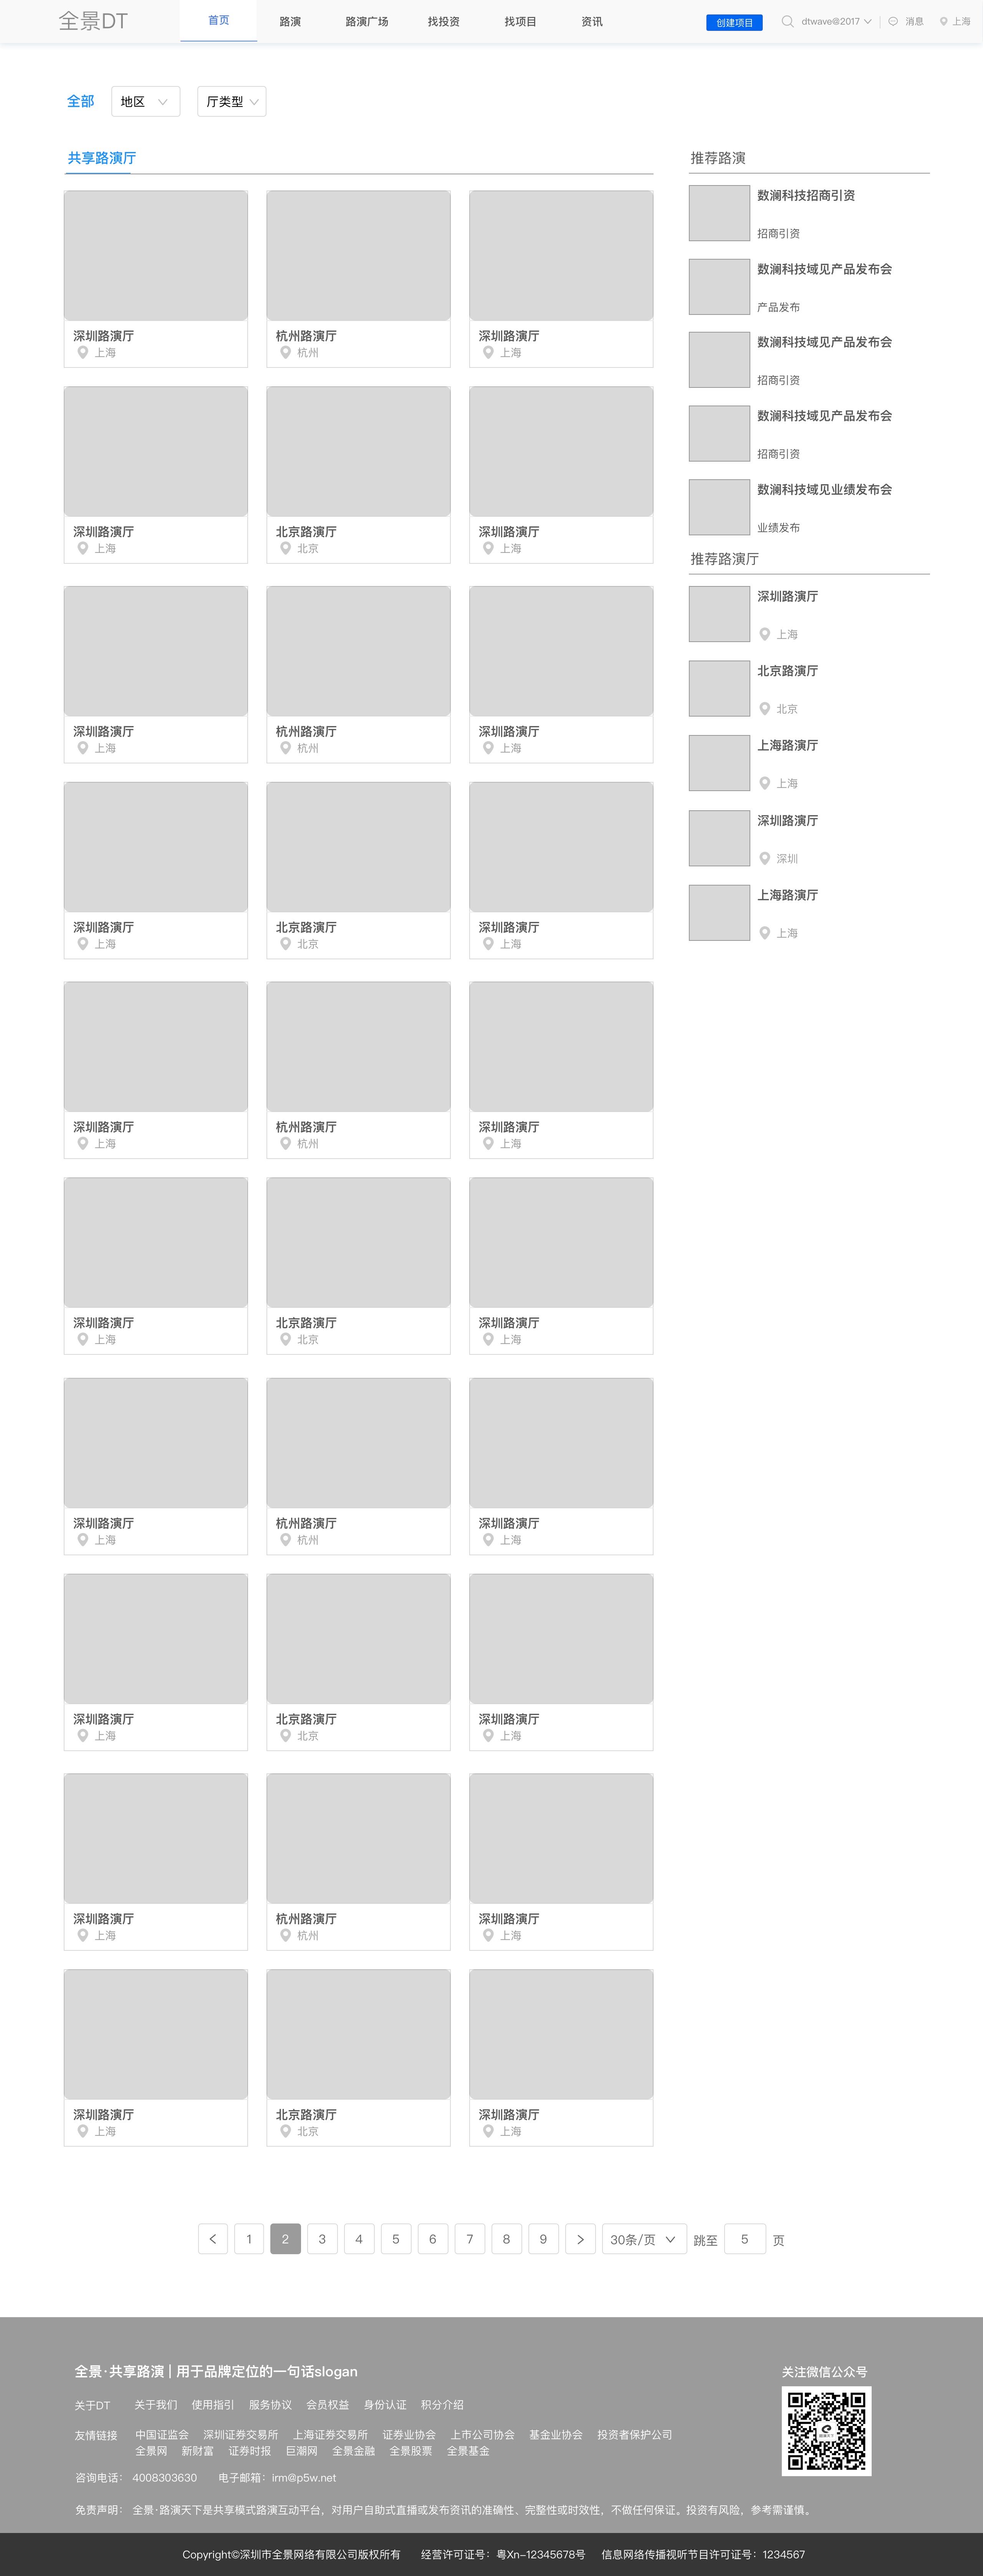 全景DT 首页 路演 路演广场 找投资 找项目 资讯 创建项目 dtwave@2017 消息 上海
全部 地区 厅类型
共享路演厅
深圳路演厅 杭州路演厅 深圳路演厅
上海 杭州 上海
深圳路演厅 北京路演厅 深圳路演厅
上海 北京 上海
深圳路演厅 杭州路演厅 深圳路演厅
上海 杭州 上海
深圳路演厅 北京路演厅 深圳路演厅
上海 北京 上海
深圳路演厅 杭州路演厅 深圳路演厅
上海 杭州 上海
深圳路演厅 北京路演厅 深圳路演厅
上海 北京 上海
深圳路演厅 杭州路演厅 深圳路演厅
上海 杭州 上海
深圳路演厅 北京路演厅 深圳路演厅
上海 北京 上海
深圳路演厅 杭州路演厅 深圳路演厅
上海 杭州 上海
深圳路演厅 北京路演厅 深圳路演厅
上海 北京 上海
推荐路演
数澜科技招商引资
招商引资
数澜科技域见产品发布会
产品发布
数澜科技域见产品发布会
招商引资
数澜科技域见产品发布会
招商引资
数澜科技域见业绩发布会
业绩发布
推荐路演厅
深圳路演厅
上海
北京路演厅
北京
上海路演厅
上海
深圳路演厅
深圳
上海路演厅
上海
< 1 2 3 4 5 6 7 8 9 > 30条/页 跳至 5 页
全景·共享路演 | 用于品牌定位的一句话slogan
关于DT 关于我们 使用指引 服务协议 会员权益 身份认证 积分介绍
友情链接 中国证监会 深圳证券交易所 上海证券交易所 证券业协会 上市公司协会 基金业协会 投资者保护公司
全景网 新财富 证券时报 巨潮网 全景金融 全景股票 全景基金
咨询电话： 4008303630 电子邮箱：irm@p5w.net
免责声明： 全景·路演天下是共享模式路演互动平台，对用户自助式直播或发布资讯的准确性、完整性或时效性，不做任何保证。投资有风险，参考需谨慎。
关注微信公众号
Copyright©深圳市全景网络有限公司版权所有 经营许可证号：粤Xn-12345678号 信息网络传播视听节目许可证号：1234567